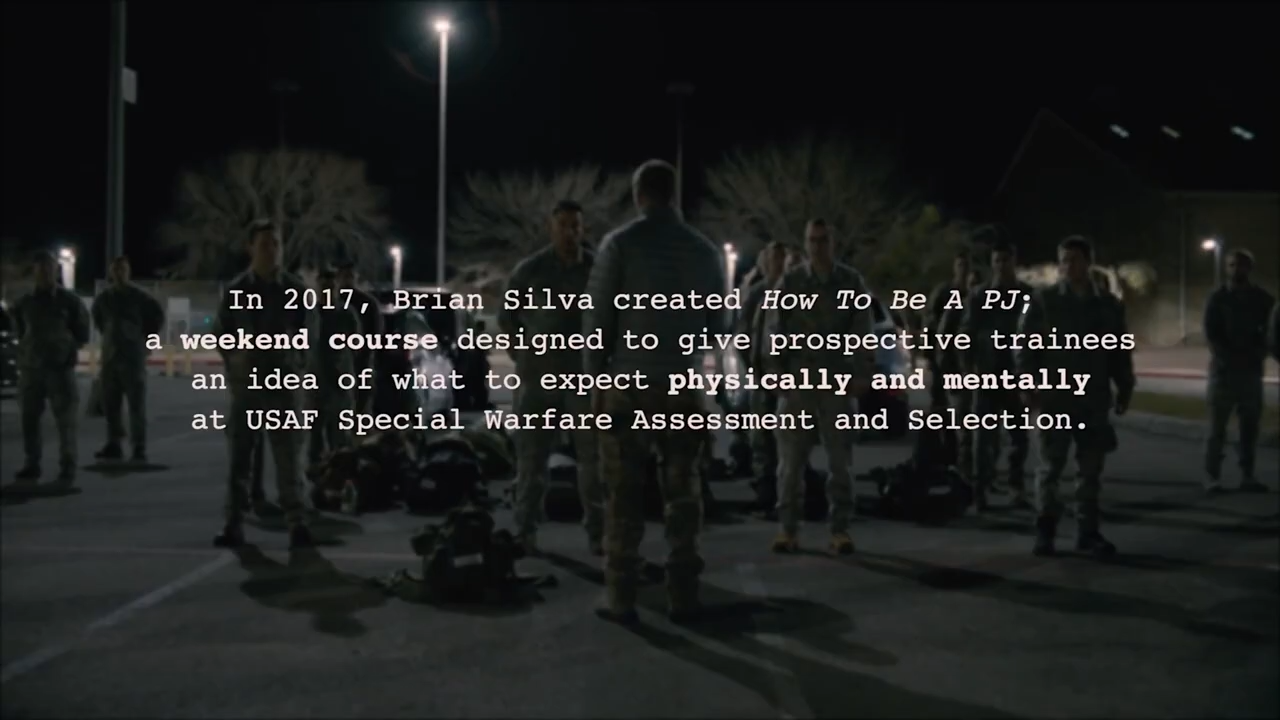 In 2017, Brian Silva created How To Be A PJ;
a weekend course designed to give prospective trainees
an idea of what to expect physically and mentally
at USAF Special Warfare Assessment and Selection.